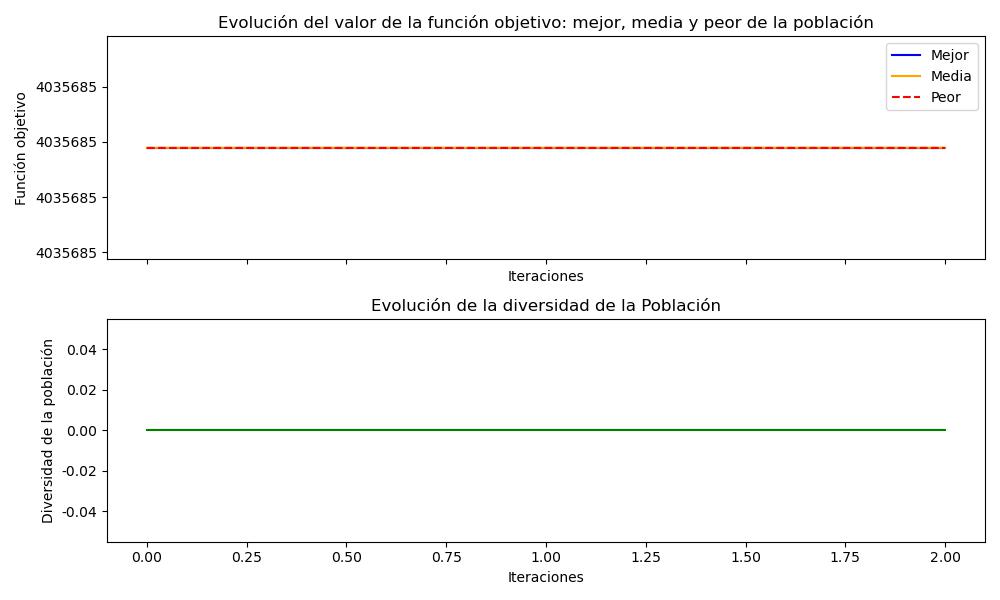 Evolución del valor de la función objetivo: mejor, media y peor de la población
Mejor
Media
Peor
4035685
4035685
4035685
4035685
Función objetivo
Iteraciones
Evolución de la diversidad de la Población
0.04
0.02
0.00
-0.02
-0.04
Diversidad de la población
0.00 0.25 0.50 0.75 1.00 1.25 1.50 1.75 2.00
Iteraciones